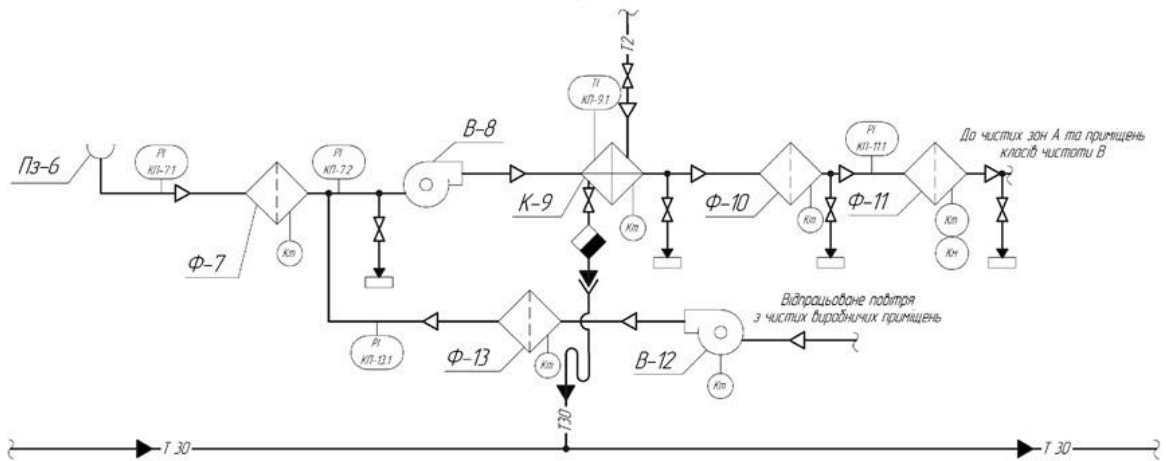 T2
TI
КП-9.1
В-8
PI
КП-11.1
До чистих зон А та приміщень
класів чистоти В
Пз-6
PI
КП-7.1
PI
КП-7.2
К-9
Ф-10
Ф-11
Кт
Кт
Кт
Кт
Км
Ф-7
Відпрацьоване повітря
з чистих виробничих приміщень
PI
КП-13.1
Ф-13
Кт
В-12
Кт
Т30
Т 30
Т 30